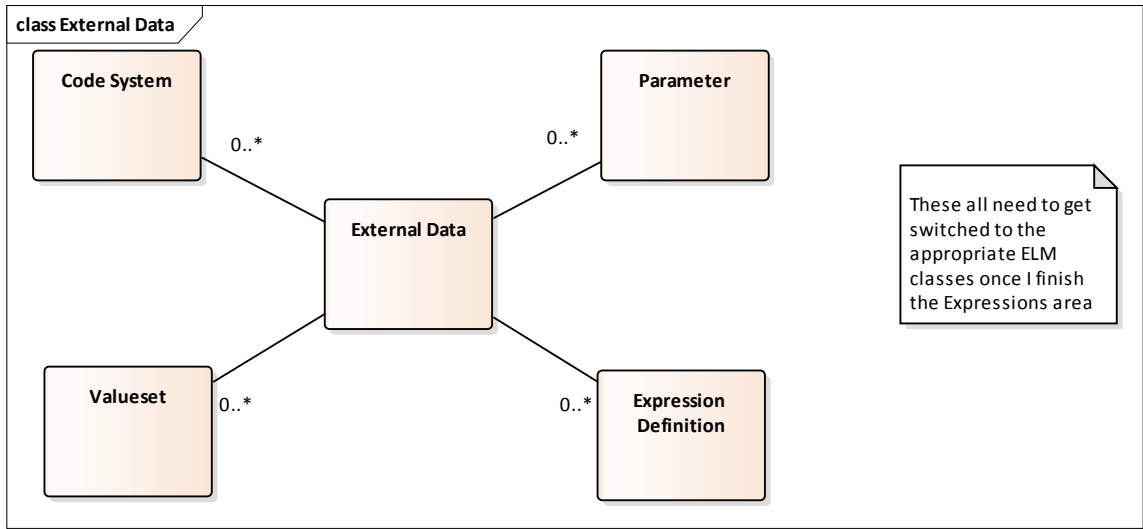 class External Data
Code System
0..*
Parameter
0..*
External Data
These all need to get
switched to the
appropriate ELM
classes once I finish
the Expressions area
Valueset
0..*
0..*
Expression
Definition